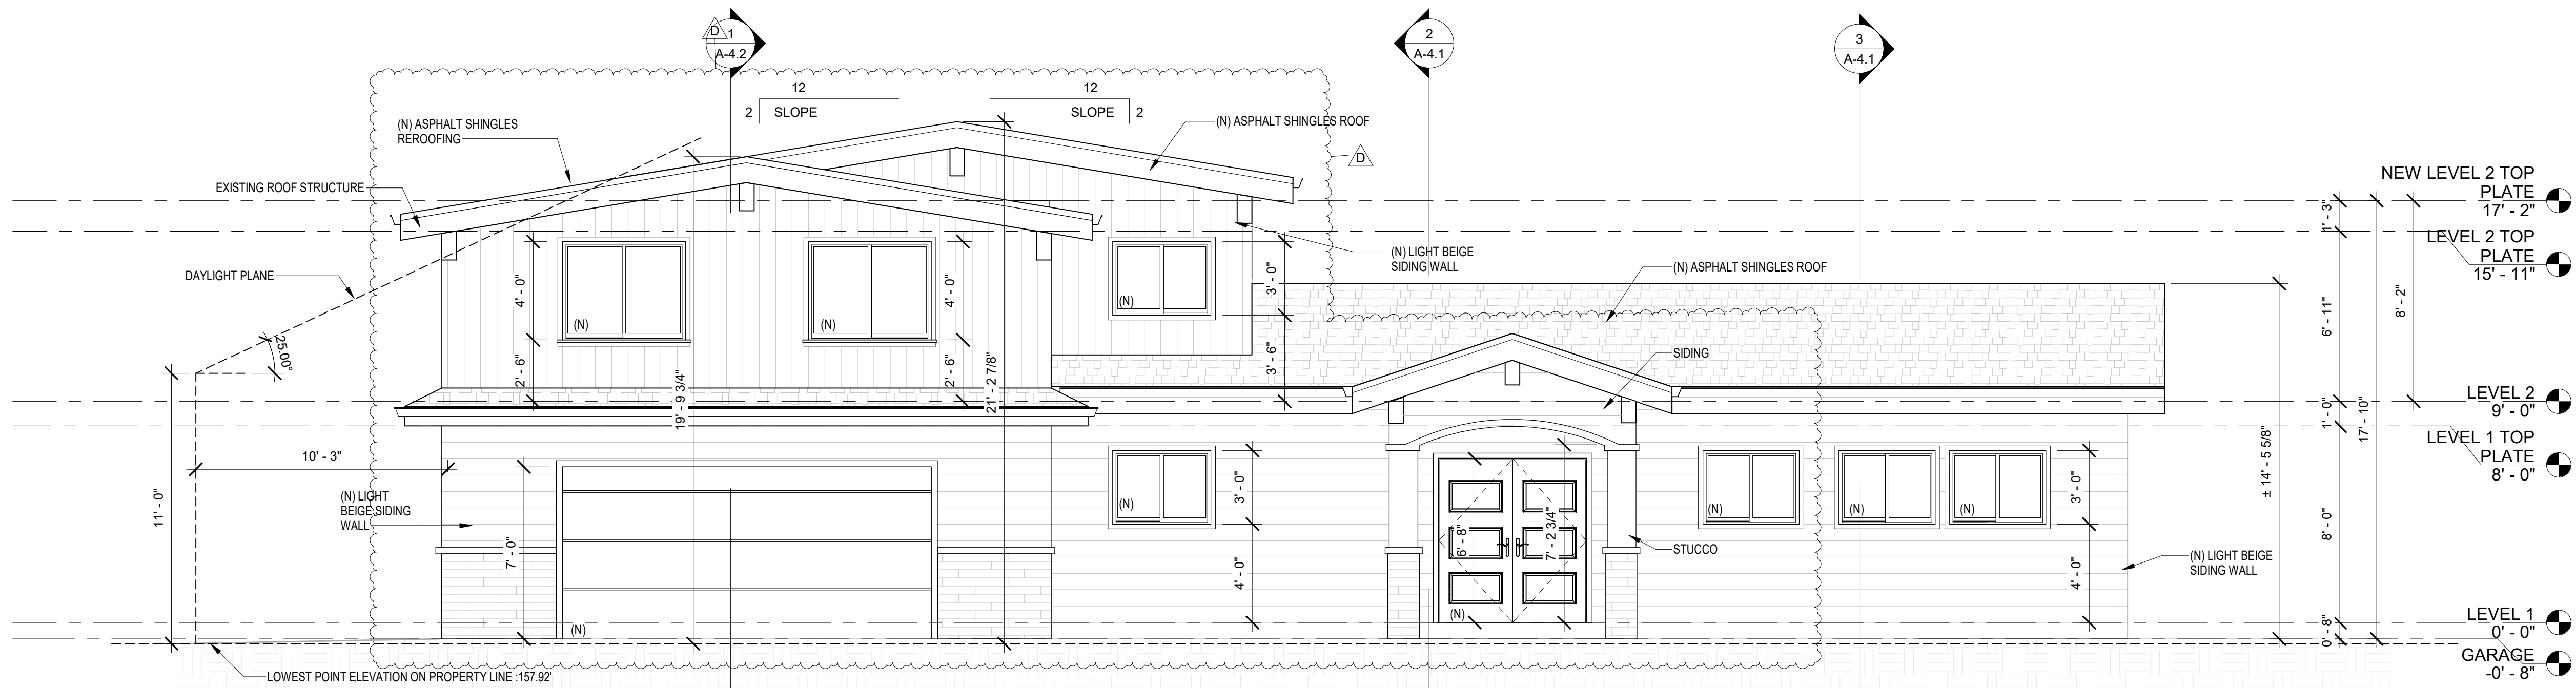 D
1
A-4.2
2
A-4.1
3
A-4.1
12
2
SLOPE
12
SLOPE
2
(N) ASPHALT SHINGLES
REROOFING
(N) ASPHALT SHINGLES ROOF
D
EXISTING ROOF STRUCTURE
NEW LEVEL 2 TOP
PLATE
17' - 2"
1' - 3"
LEVEL 2 TOP
PLATE
15' - 11"
DAYLIGHT PLANE
(N) LIGHT BEIGE
SIDING WALL
(N) ASPHALT SHINGLES ROOF
4' - 0"
4' - 0"
3' - 0"
(N)
(N)
(N)
6' - 11"
8' - 2"
25.00°
2' - 6"
2' - 6"
3' - 6"
SIDING
19' - 9 3/4"
21' - 2 7/8"
LEVEL 2
9' - 0"
1' - 0"
17' - 10"
LEVEL 1 TOP
PLATE
8' - 0"
± 14' - 5 5/8"
10' - 3"
11' - 0"
(N) LIGHT
BEIGE SIDING
WALL
7' - 0"
(N)
3' - 0"
(N)
4' - 0"
6' - 8"
7' - 2 3/4"
(N)
STUCCO
(N)
(N)
(N)
3' - 0"
4' - 0"
8' - 0"
(N) LIGHT BEIGE
SIDING WALL
LEVEL 1
0' - 0"
0' - 8"
GARAGE
-0' - 8"
LOWEST POINT ELEVATION ON PROPERTY LINE :157.92'